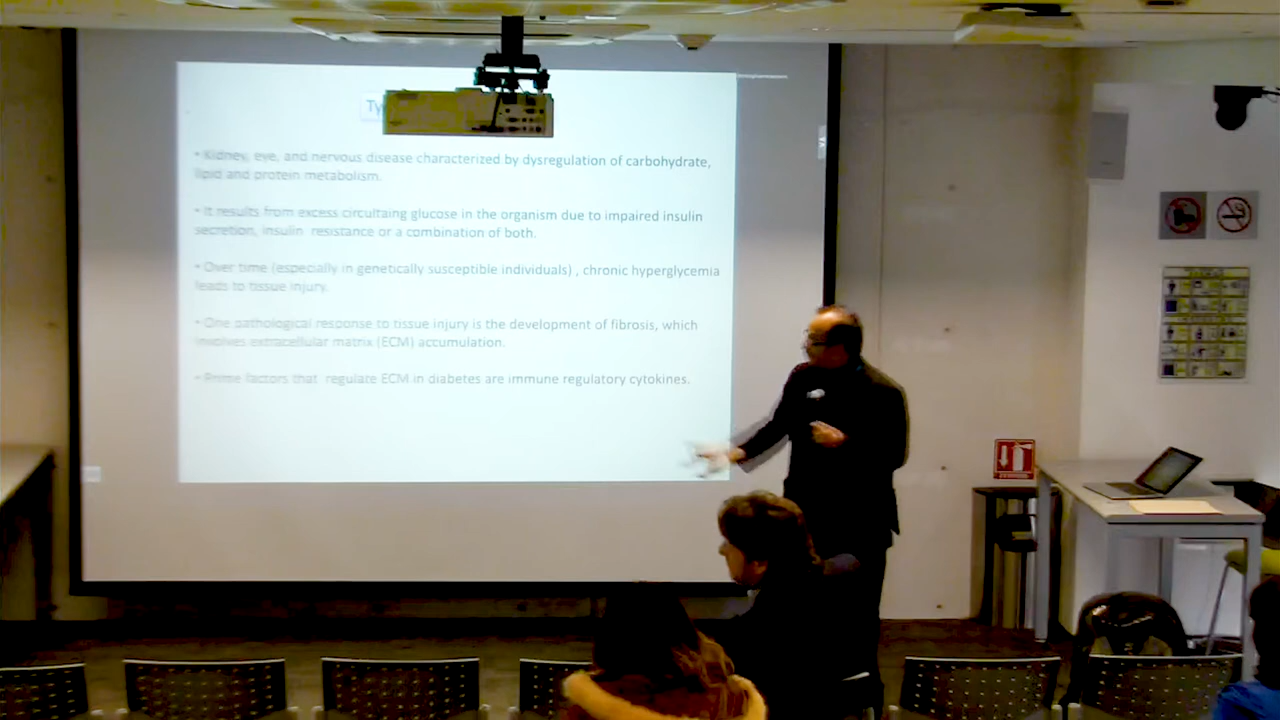 Ty
• Kidney, eye, and nervous disease characterized by dysregulation of carbohydrate,
lipid and protein metabolism.
• It results from excess circultaing glucose in the organism due to impaired insulin
secretion, insulin resistance or a combination of both.
• Over time (especially in genetically susceptible individuals) , chronic hyperglycemia
leads to tissue injury.
• One pathological response to tissue injury is the development of fibrosis, which
involves extracellular matrix (ECM) accumulation.
• Prime factors that regulate ECM in diabetes are immune regulatory cytokines.